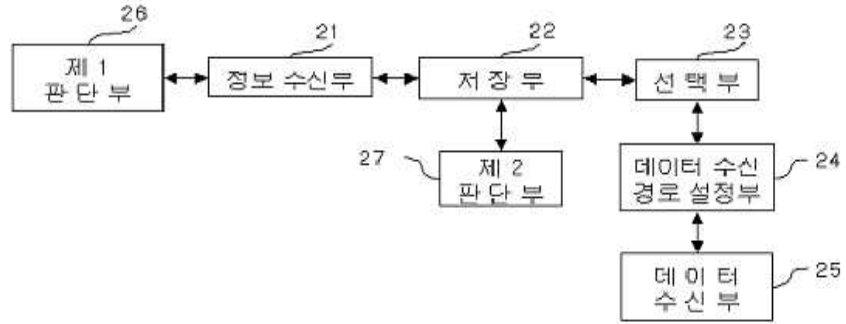 26
제 1
판 단 부
21
정보 수신부
22
저 장 부
23
선 택 부
27
제 2
판 단 부
데이터 수신
경로 설정부
24
데 이 터
수 신 부
25